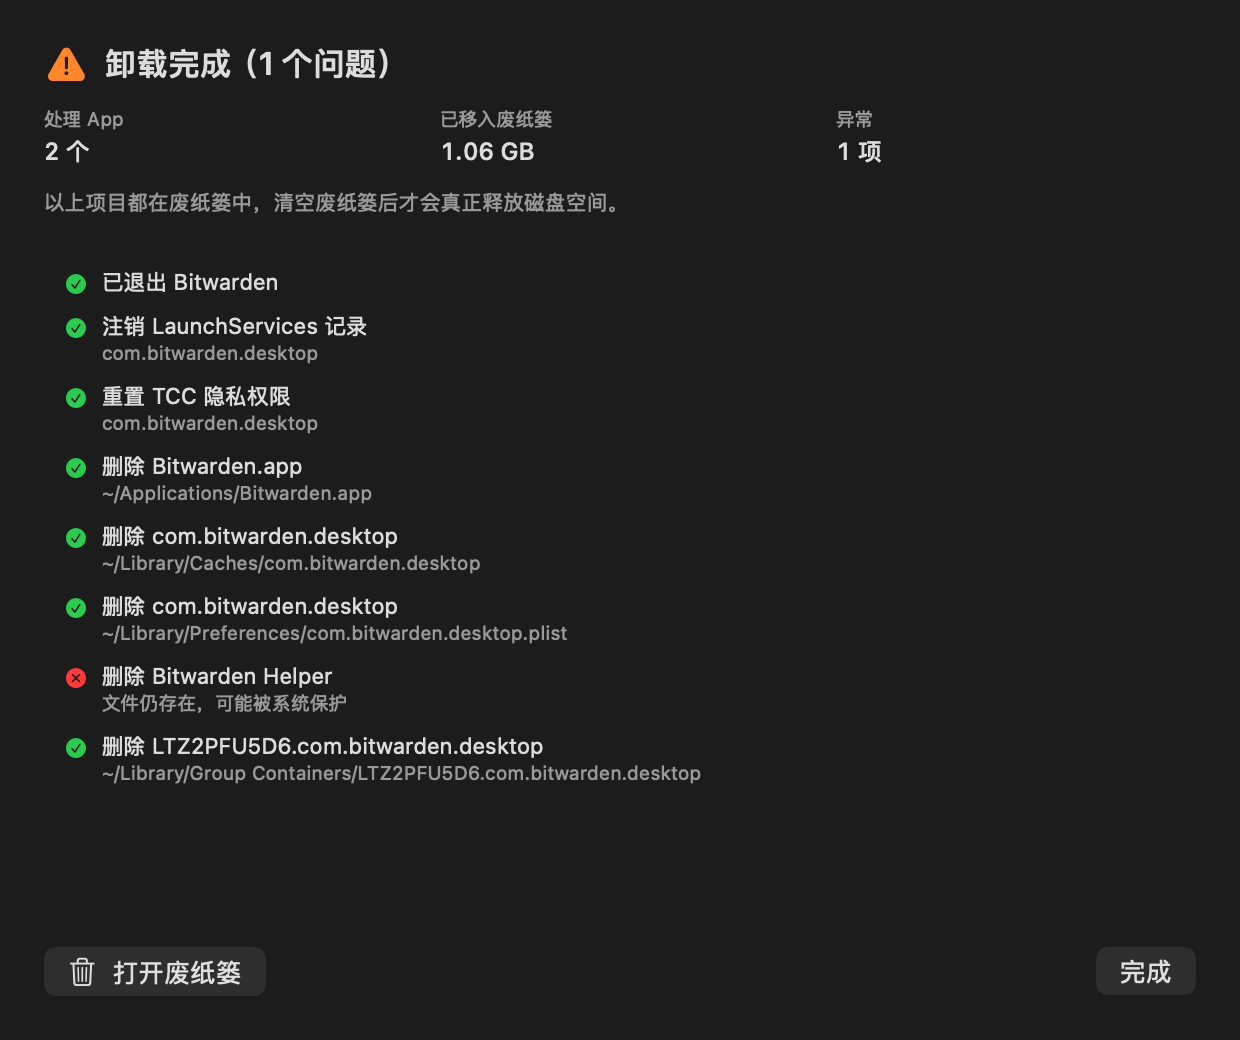 卸载完成（1 个问题）
处理 App
已移入废纸篓
异常
2 个
1.06 GB
1 项
以上项目都在废纸篓中，清空废纸篓后才会真正释放磁盘空间。
已退出 Bitwarden
注销 LaunchServices 记录
com.bitwarden.desktop
重置 TCC 隐私权限
com.bitwarden.desktop
删除 Bitwarden.app
~/Applications/Bitwarden.app
删除 com.bitwarden.desktop
~/Library/Caches/com.bitwarden.desktop
删除 com.bitwarden.desktop
~/Library/Preferences/com.bitwarden.desktop.plist
删除 Bitwarden Helper
文件仍存在，可能被系统保护
删除 LTZ2PFU5D6.com.bitwarden.desktop
~/Library/Group Containers/LTZ2PFU5D6.com.bitwarden.desktop
打开废纸篓
完成